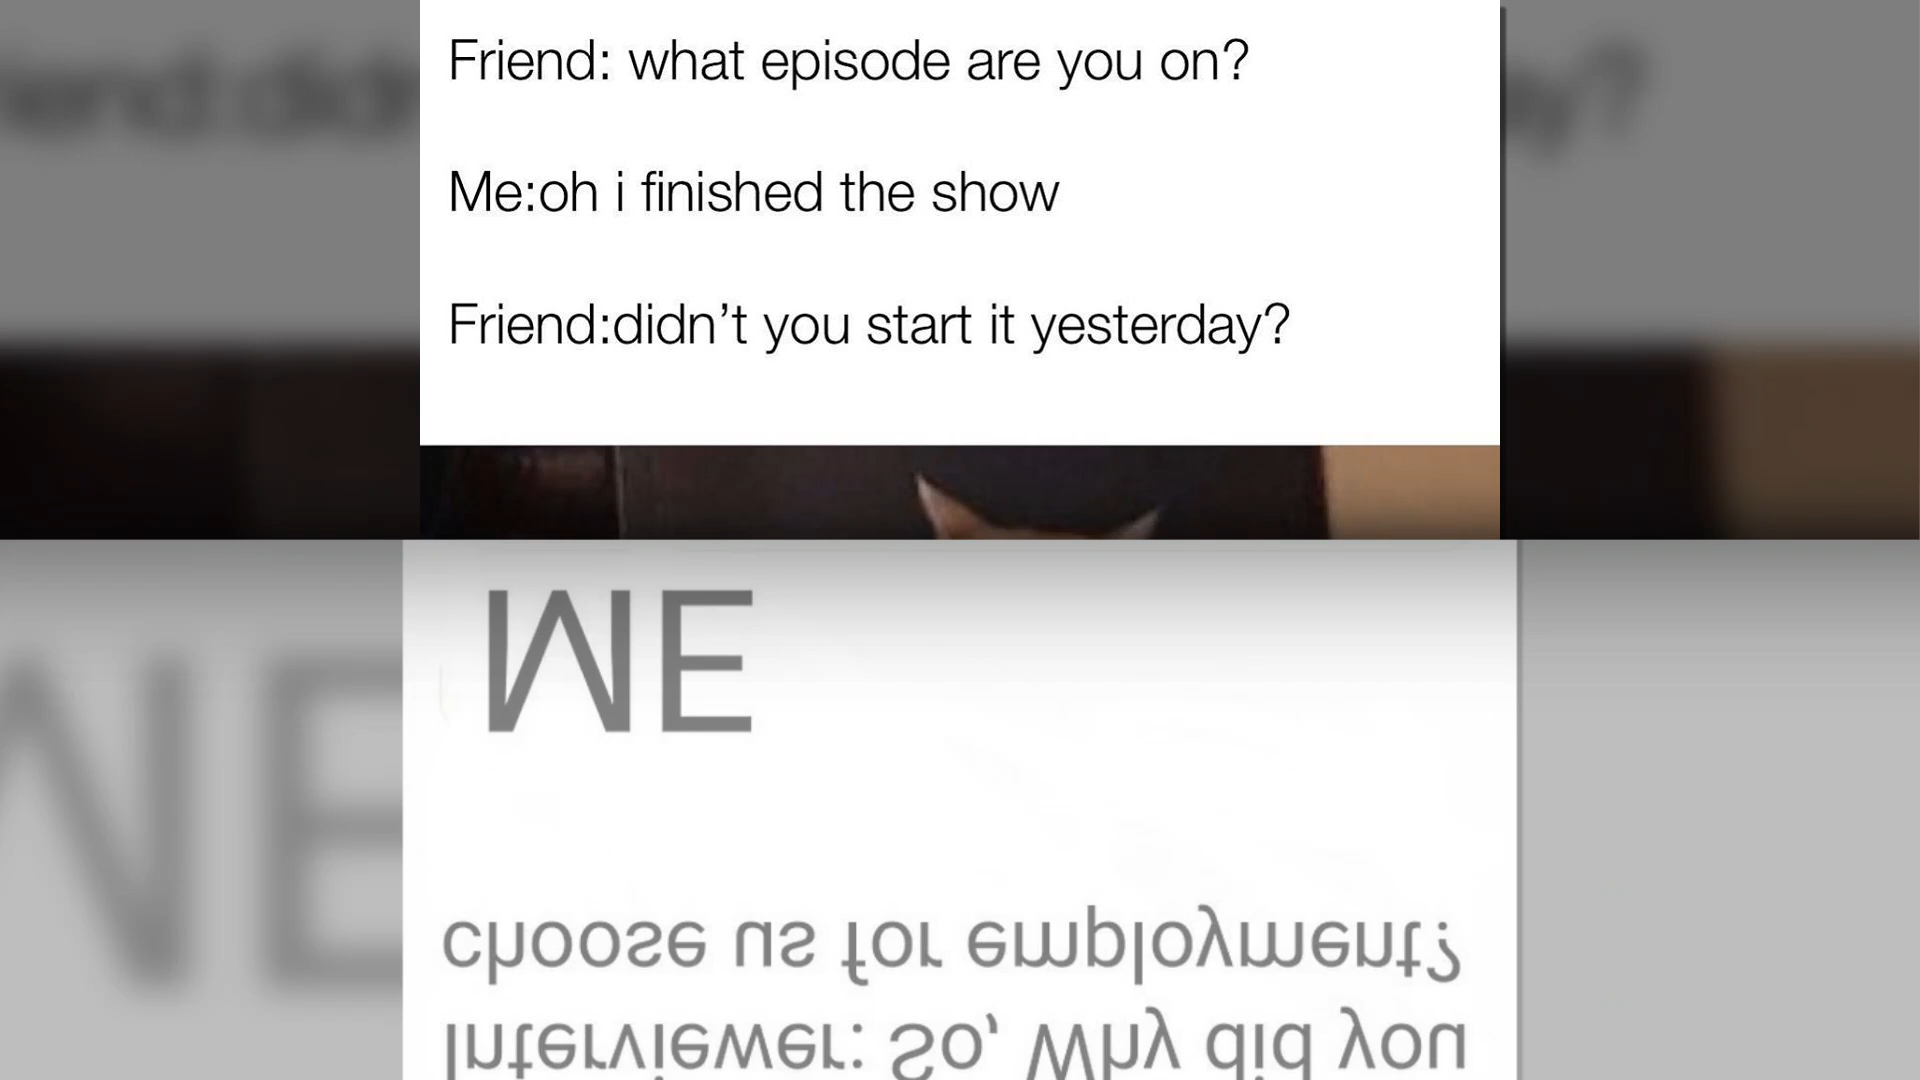 Friend: what episode are you on?
Me:oh i finished the show
Friend:didn’t you start it yesterday?
Interviewer: So, Why did you
choose us for employment?
ME